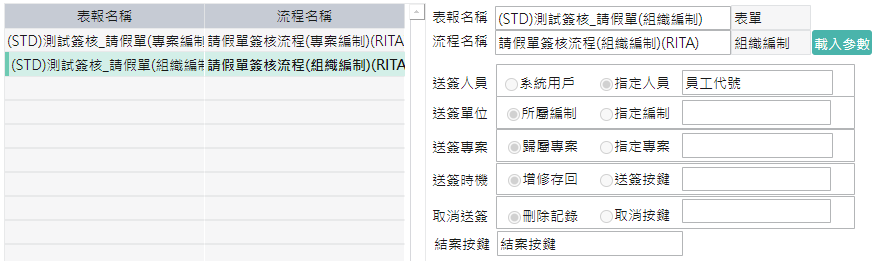 表報名稱 流程名稱
(STD)測試簽核_請假單(專案編制) 請假單簽核流程(專案編制)(RITA
(STD)測試簽核_請假單(組織編制) 請假單簽核流程(組織編制)(RITA
表報名稱 (STD)測試簽核_請假單(組織編制) 表單
流程名稱 請假單簽核流程(組織編制)(RITA) 組織編制 載入參數
送簽人員 系統用戶 指定人員 員工代號
送簽單位 所屬編制 指定編制
送簽專案 歸屬專案 指定專案
送簽時機 增修存回 送簽按鍵
取消送簽 刪除記錄 取消按鍵
結案按鍵 結案按鍵